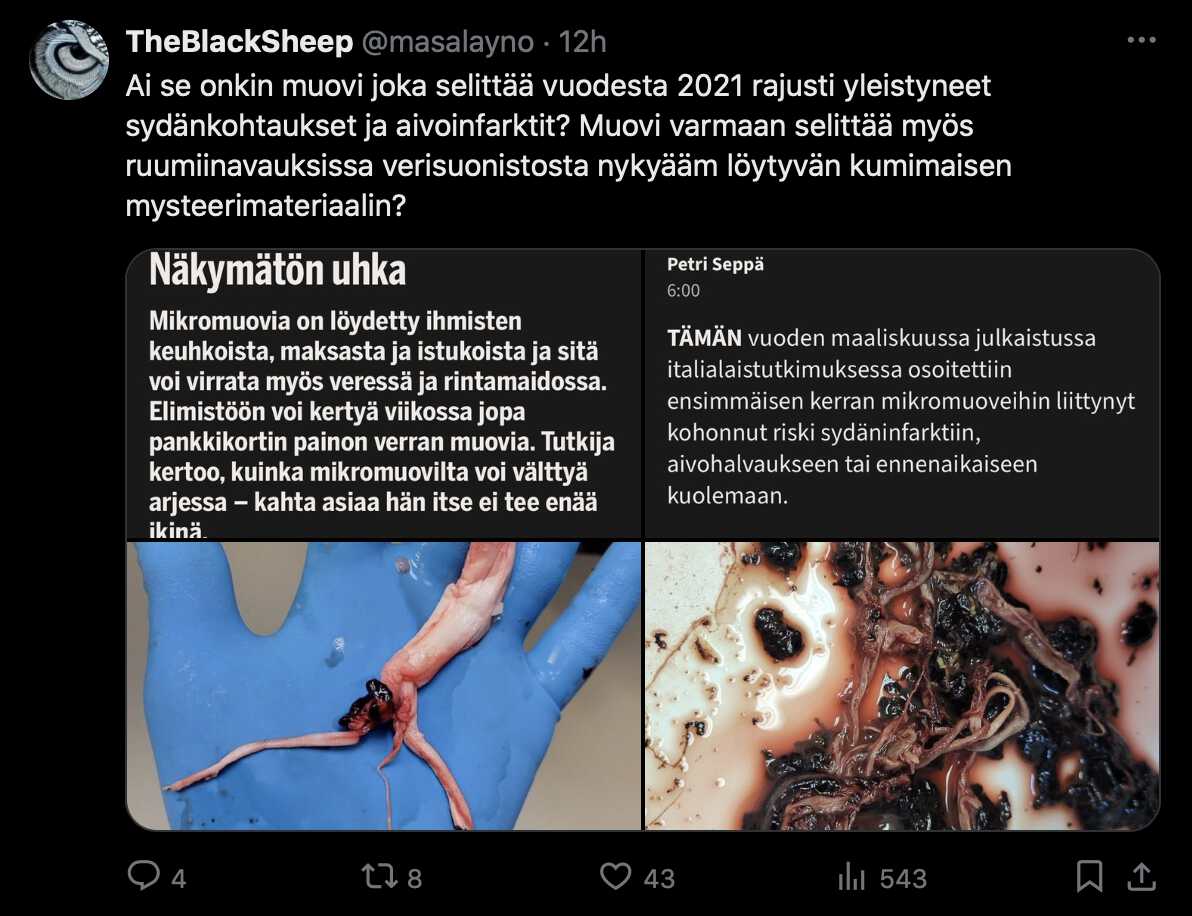 TheBlackSheep @masalayno · 12h
Ai se onkin muovi joka selittää vuodesta 2021 rajusti yleistyneet
sydänkohtaukset ja aivoinfarktit? Muovi varmaan selittää myös
ruumiinavauksissa verisuonistosta nykyääm löytyvän kumimaisen
mysteerimateriaalin?
Näkymätön uhka
Mikromuovia on löydetty ihmisten
keuhkoista, maksasta ja istukoista ja sitä
voi virrata myös veressä ja rintamaidossa.
Elimistöön voi kertyä viikossa jopa
pankkikortin painon verran muovia. Tutkija
kertoo, kuinka mikromuovilta voi välttyä
arjessa – kahta asiaa hän itse ei tee enää
ikinä.
Petri Seppä
6:00
TÄMÄN vuoden maaliskuussa julkaistussa
italialaistutkimuksessa osoitettiin
ensimmäisen kerran mikromuoveihin liittynyt
kohonnut riski sydäninfarktiin,
aivohalvaukseen tai ennenaikaiseen
kuolemaan.
4 8 43 543